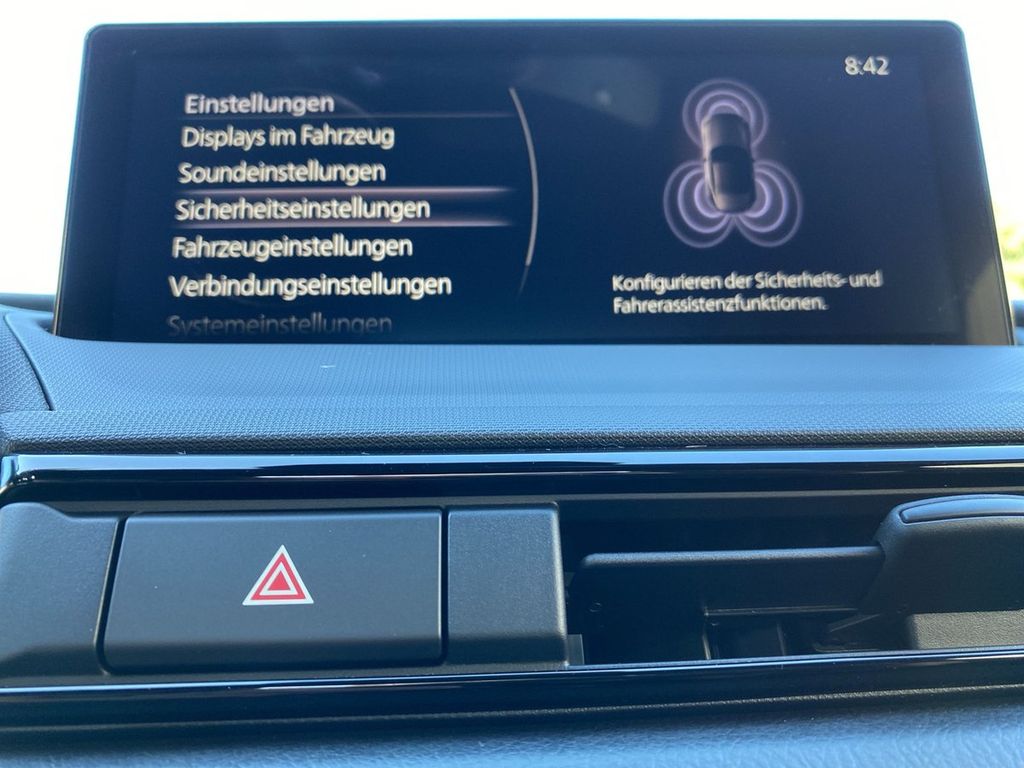 8:42
Einstellungen
Displays im Fahrzeug
Soundeinstellungen
Sicherheitseinstellungen
Fahrzeugeinstellungen
Verbindungseinstellungen
Systemeinstellungen
Konfigurieren der Sicherheits- und
Fahrerassistenzfunktionen.